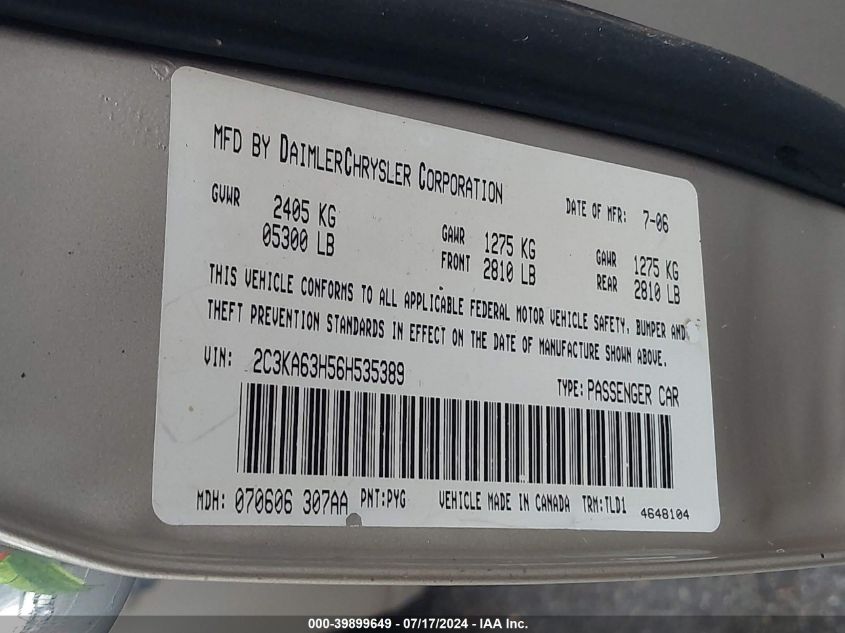 MFD BY DAIMLERCHRYSLER CORPORATION
DATE OF MFR: 7-06
GVWR 2405 KG
05300 LB
GAWR 1275 KG
FRONT 2810 LB
GAWR 1275 KG
REAR 2810 LB
THIS VEHICLE CONFORMS TO ALL APPLICABLE FEDERAL MOTOR VEHICLE SAFETY, BUMPER AND
THEFT PREVENTION STANDARDS IN EFFECT ON THE DATE OF MANUFACTURE SHOWN ABOVE.
VIN: 2C3KA63H56H535389
TYPE: PASSENGER CAR
MDH: 070606 307AA PNT:PYG VEHICLE MADE IN CANADA TRM:TLD1 4648104
000-39899649 / 07/17/2024 / IAA Inc.